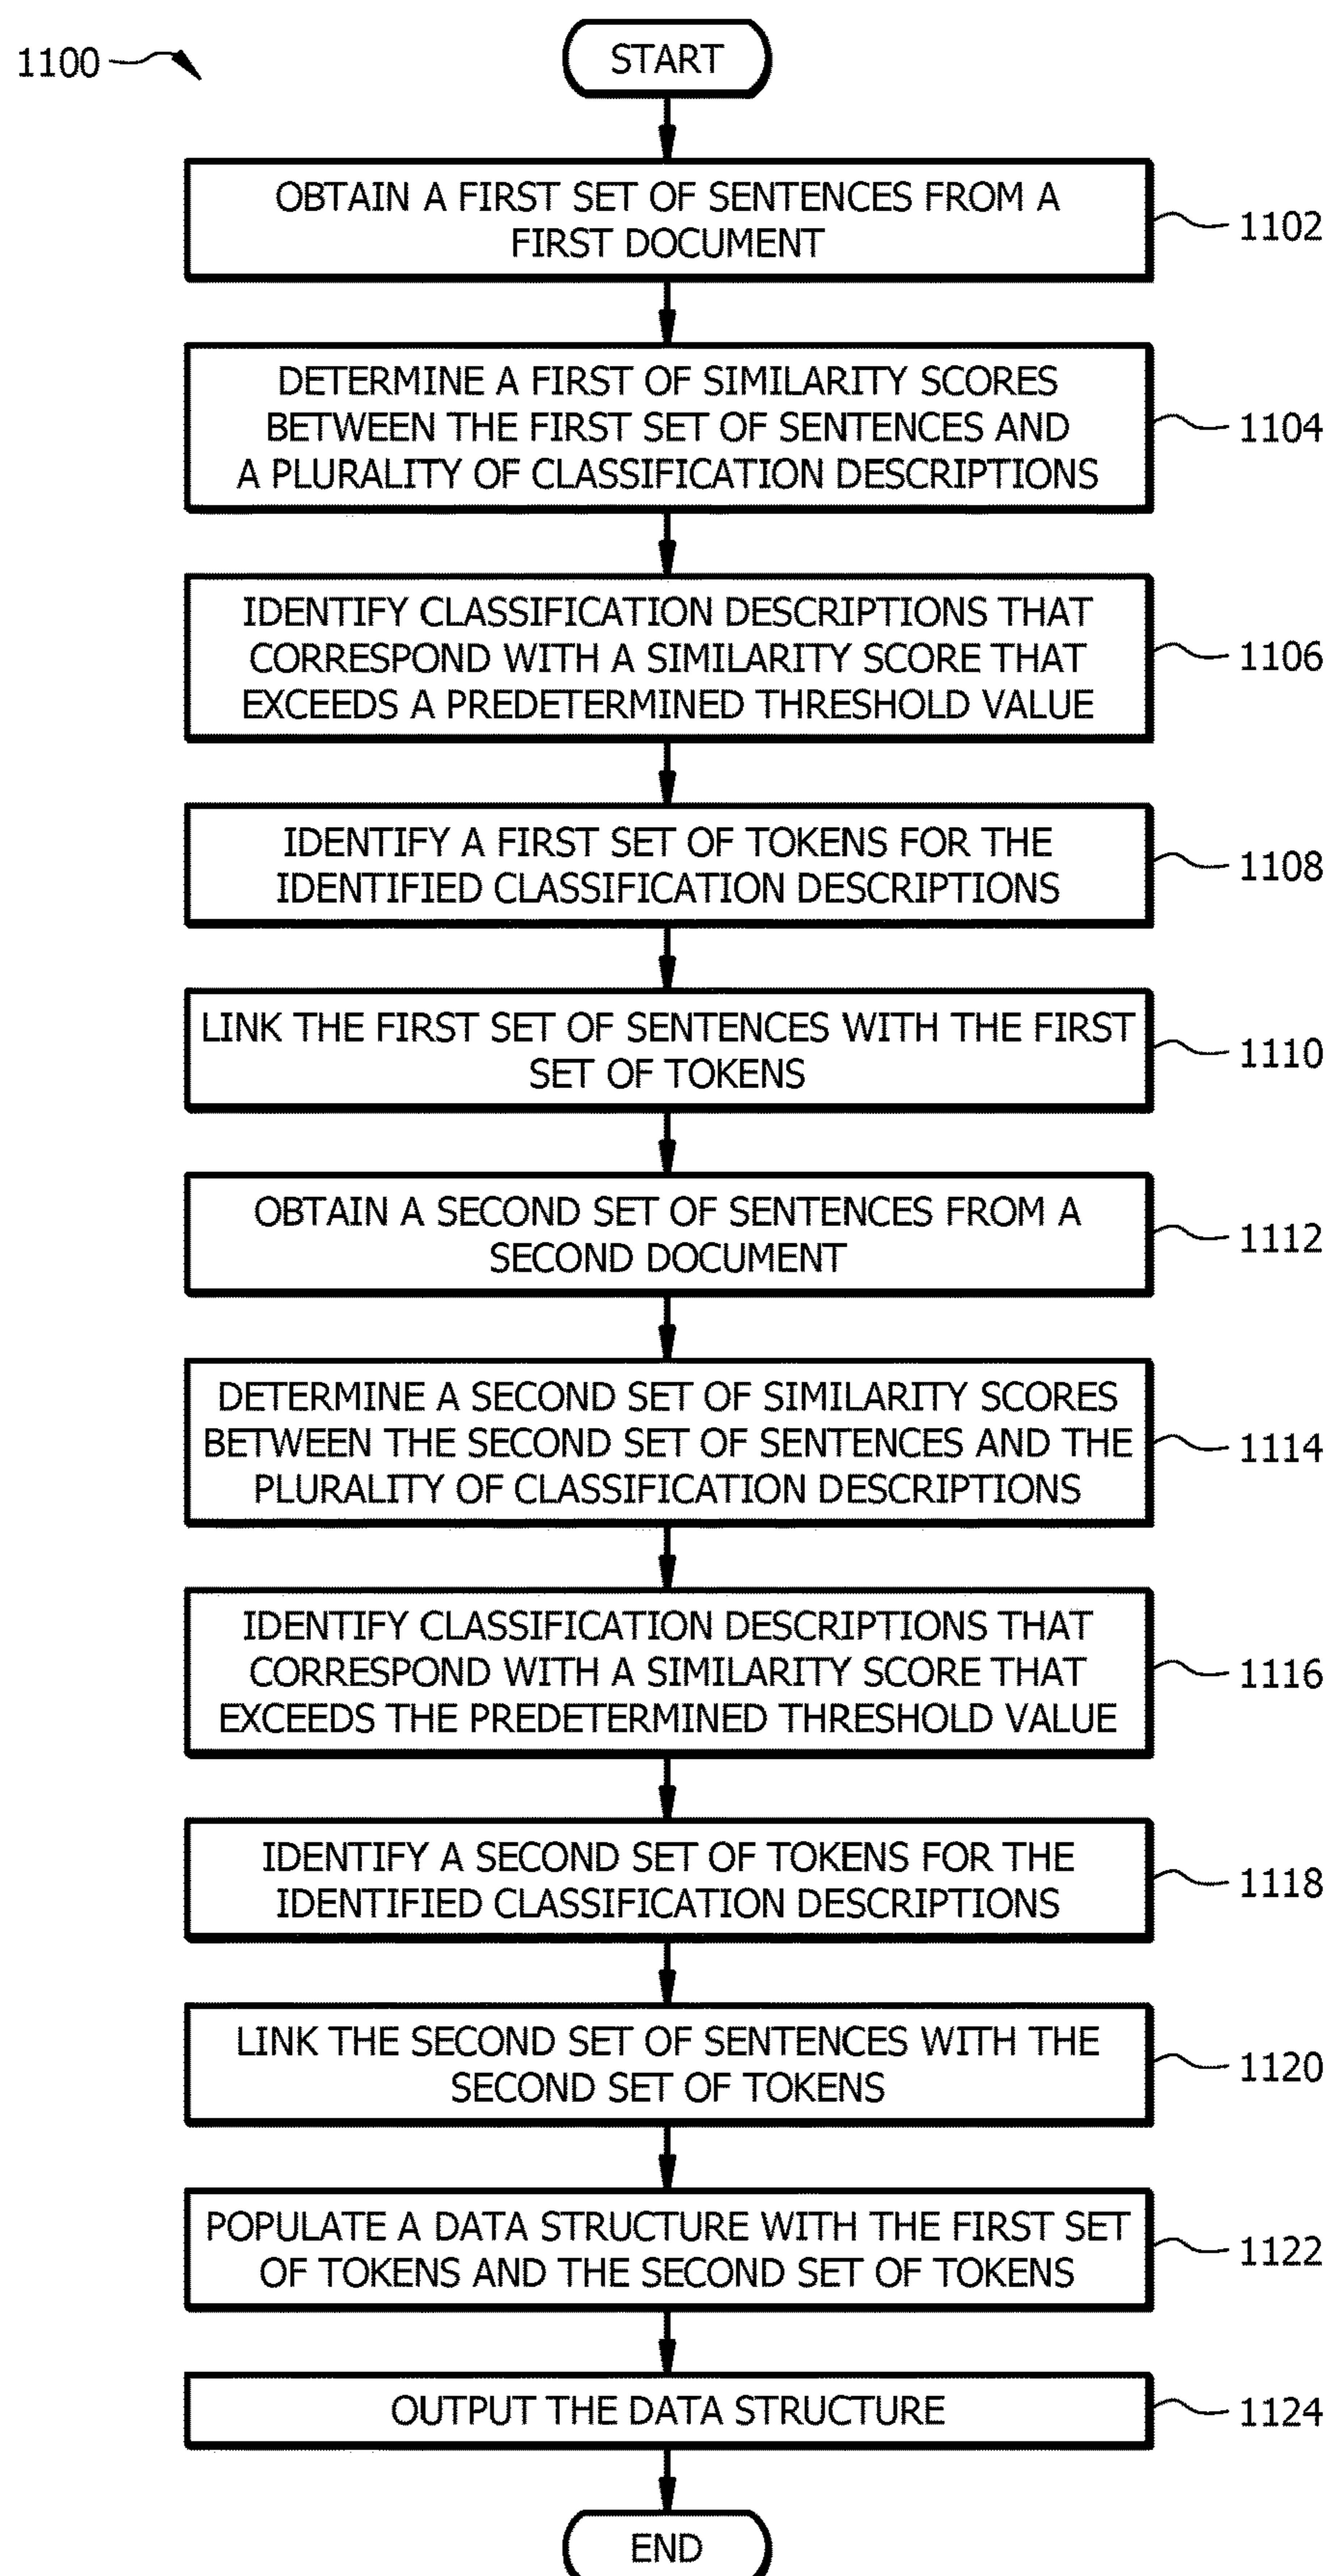 1100
START
OBTAIN A FIRST SET OF SENTENCES FROM A
FIRST DOCUMENT
1102
DETERMINE A FIRST OF SIMILARITY SCORES
BETWEEN THE FIRST SET OF SENTENCES AND
A PLURALITY OF CLASSIFICATION DESCRIPTIONS
1104
IDENTIFY CLASSIFICATION DESCRIPTIONS THAT
CORRESPOND WITH A SIMILARITY SCORE THAT
EXCEEDS A PREDETERMINED THRESHOLD VALUE
1106
IDENTIFY A FIRST SET OF TOKENS FOR THE
IDENTIFIED CLASSIFICATION DESCRIPTIONS
1108
LINK THE FIRST SET OF SENTENCES WITH THE FIRST
SET OF TOKENS
1110
OBTAIN A SECOND SET OF SENTENCES FROM A
SECOND DOCUMENT
1112
DETERMINE A SECOND SET OF SIMILARITY SCORES
BETWEEN THE SECOND SET OF SENTENCES AND THE
PLURALITY OF CLASSIFICATION DESCRIPTIONS
1114
IDENTIFY CLASSIFICATION DESCRIPTIONS THAT
CORRESPOND WITH A SIMILARITY SCORE THAT
EXCEEDS THE PREDETERMINED THRESHOLD VALUE
1116
IDENTIFY A SECOND SET OF TOKENS FOR THE
IDENTIFIED CLASSIFICATION DESCRIPTIONS
1118
LINK THE SECOND SET OF SENTENCES WITH THE
SECOND SET OF TOKENS
1120
POPULATE A DATA STRUCTURE WITH THE FIRST SET
OF TOKENS AND THE SECOND SET OF TOKENS
1122
OUTPUT THE DATA STRUCTURE
1124
END